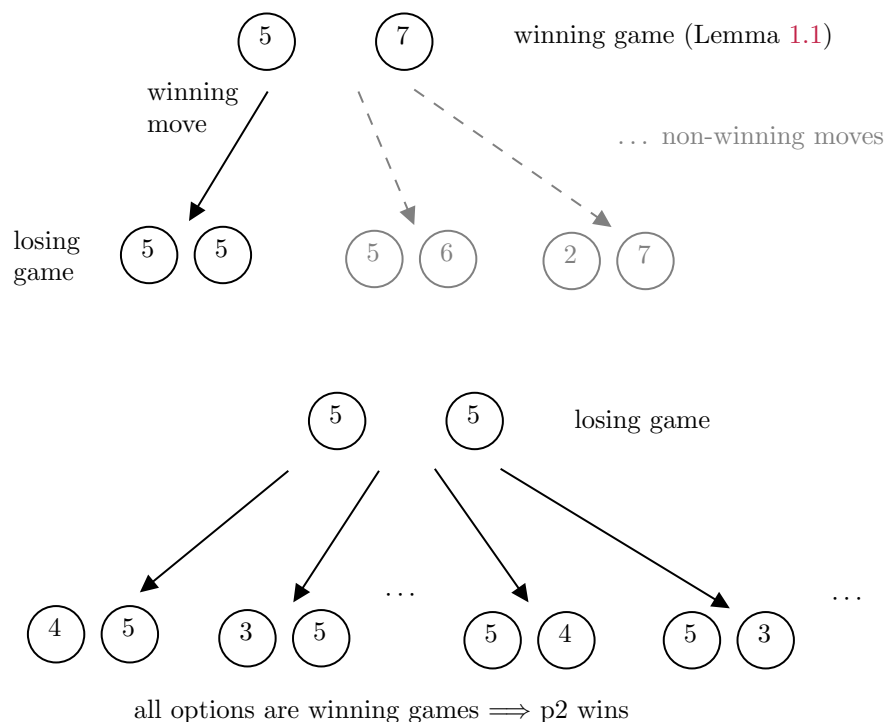 5 7 winning game (Lemma 1.1)
winning
move
... non-winning moves
losing
game
5 5 5 6 2 7
5 5 losing game
...
...
4 5 3 5 5 4 5 3
all options are winning games ⟹ p2 wins